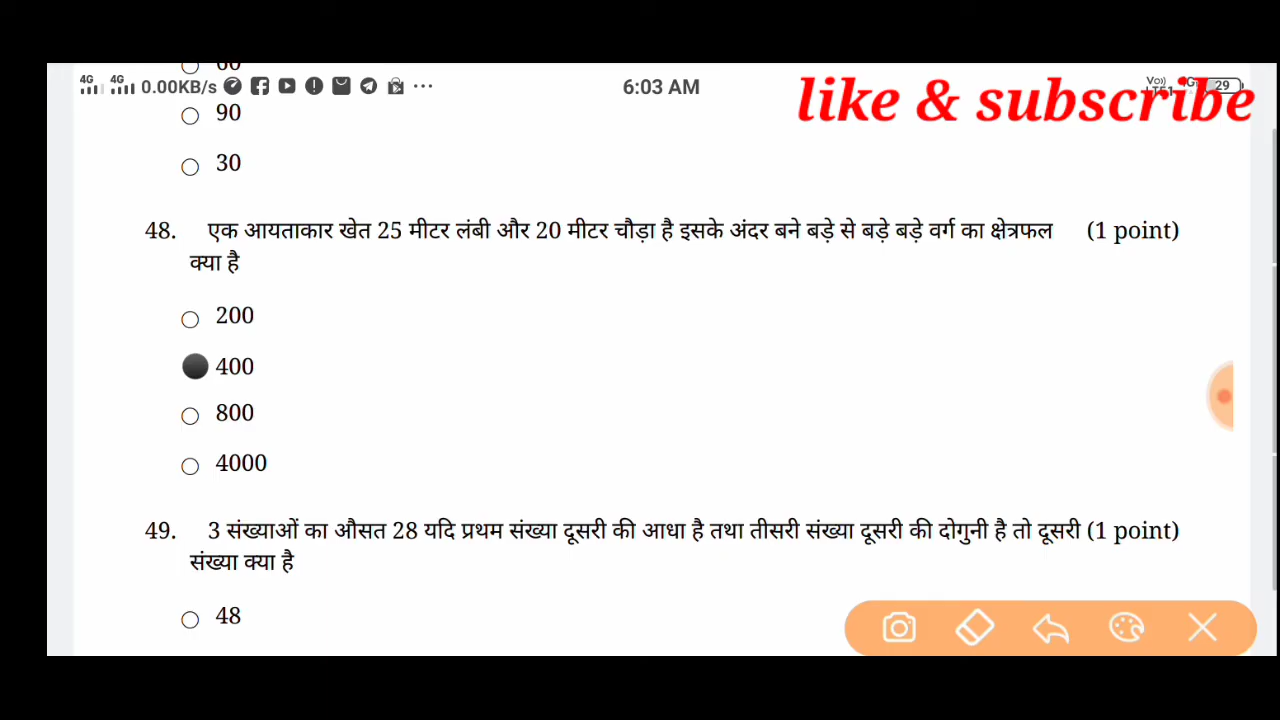 60
4G 4G 0.00KB/s ... 6:03 AM 29
like & subscribe
90
30
48. एक आयताकार खेत 25 मीटर लंबी और 20 मीटर चौड़ा है इसके अंदर बने बड़े से बड़े बड़े वर्ग का क्षेत्रफल (1 point)
क्या है
200
400
800
4000
49. 3 संख्याओं का औसत 28 यदि प्रथम संख्या दूसरी की आधा है तथा तीसरी संख्या दूसरी की दोगुनी है तो दूसरी (1 point)
संख्या क्या है
48